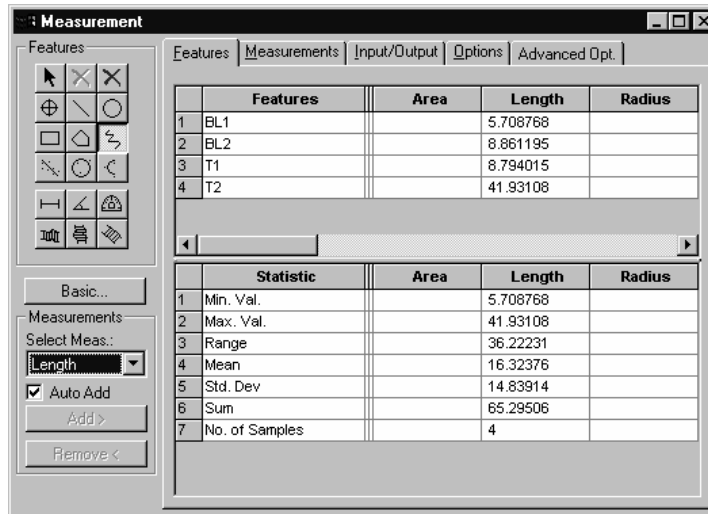 Measurement
Features
Basic...
Measurements
Select Meas.:
Length
Auto Add
Add >
Remove <
Features Measurements Input/Output Options Advanced Opt.
Features Area Length Radius
1 BL1 5.708768
2 BL2 8.861195
3 T1 8.794015
4 T2 41.93108
Statistic Area Length Radius
1 Min. Val. 5.708768
2 Max. Val. 41.93108
3 Range 36.22231
4 Mean 16.32376
5 Std. Dev 14.83914
6 Sum 65.29506
7 No. of Samples 4